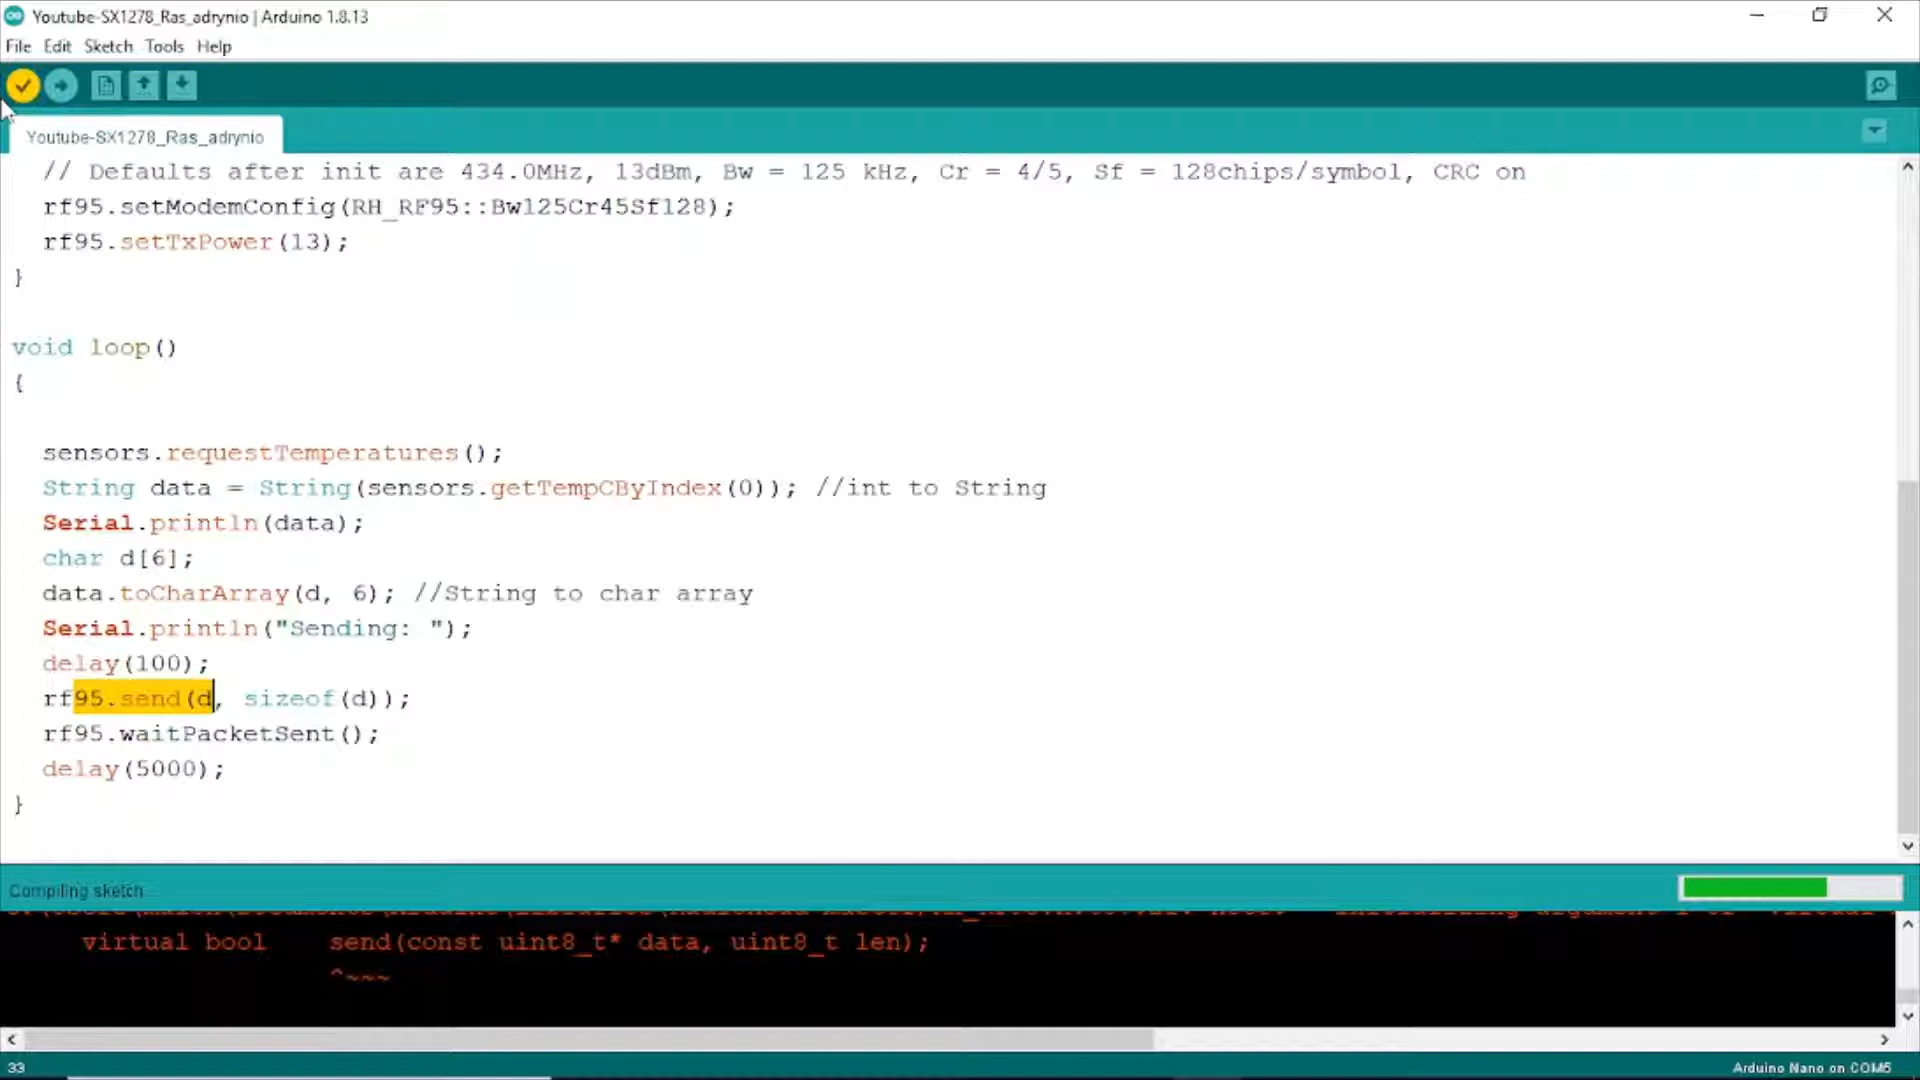 Youtube-SX1278_Ras_adrynio | Arduino 1.8.13
File Edit Sketch Tools Help
Youtube-SX1278_Ras_adrynio
// Defaults after init are 434.0MHz, 13dBm, Bw = 125 kHz, Cr = 4/5, Sf = 128chips/symbol, CRC on
rf95.setModemConfig(RH_RF95::Bw125Cr45Sf128);
rf95.setTxPower(13);
}
void loop()
{
sensors.requestTemperatures();
String data = String(sensors.getTempCByIndex(0)); //int to String
Serial.println(data);
char d[6];
data.toCharArray(d, 6); //String to char array
Serial.println("Sending: ");
delay(100);
rf95.send(d, sizeof(d));
rf95.waitPacketSent();
delay(5000);
}
Compiling sketch
virtual bool send(const uint8_t* data, uint8_t len);
^~~~
33
Arduino Nano on COM5